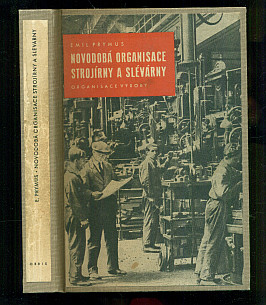 EMIL PRYMUS
NOVODOBÁ ORGANISACE
STROJÍRNY A SLÉVÁRNY
ORGANISACE VÝROBY
E. PRYMUS - NOVODOBÁ ORGANISACE STROJÍRNY A SLÉVÁRNY
ORBIS